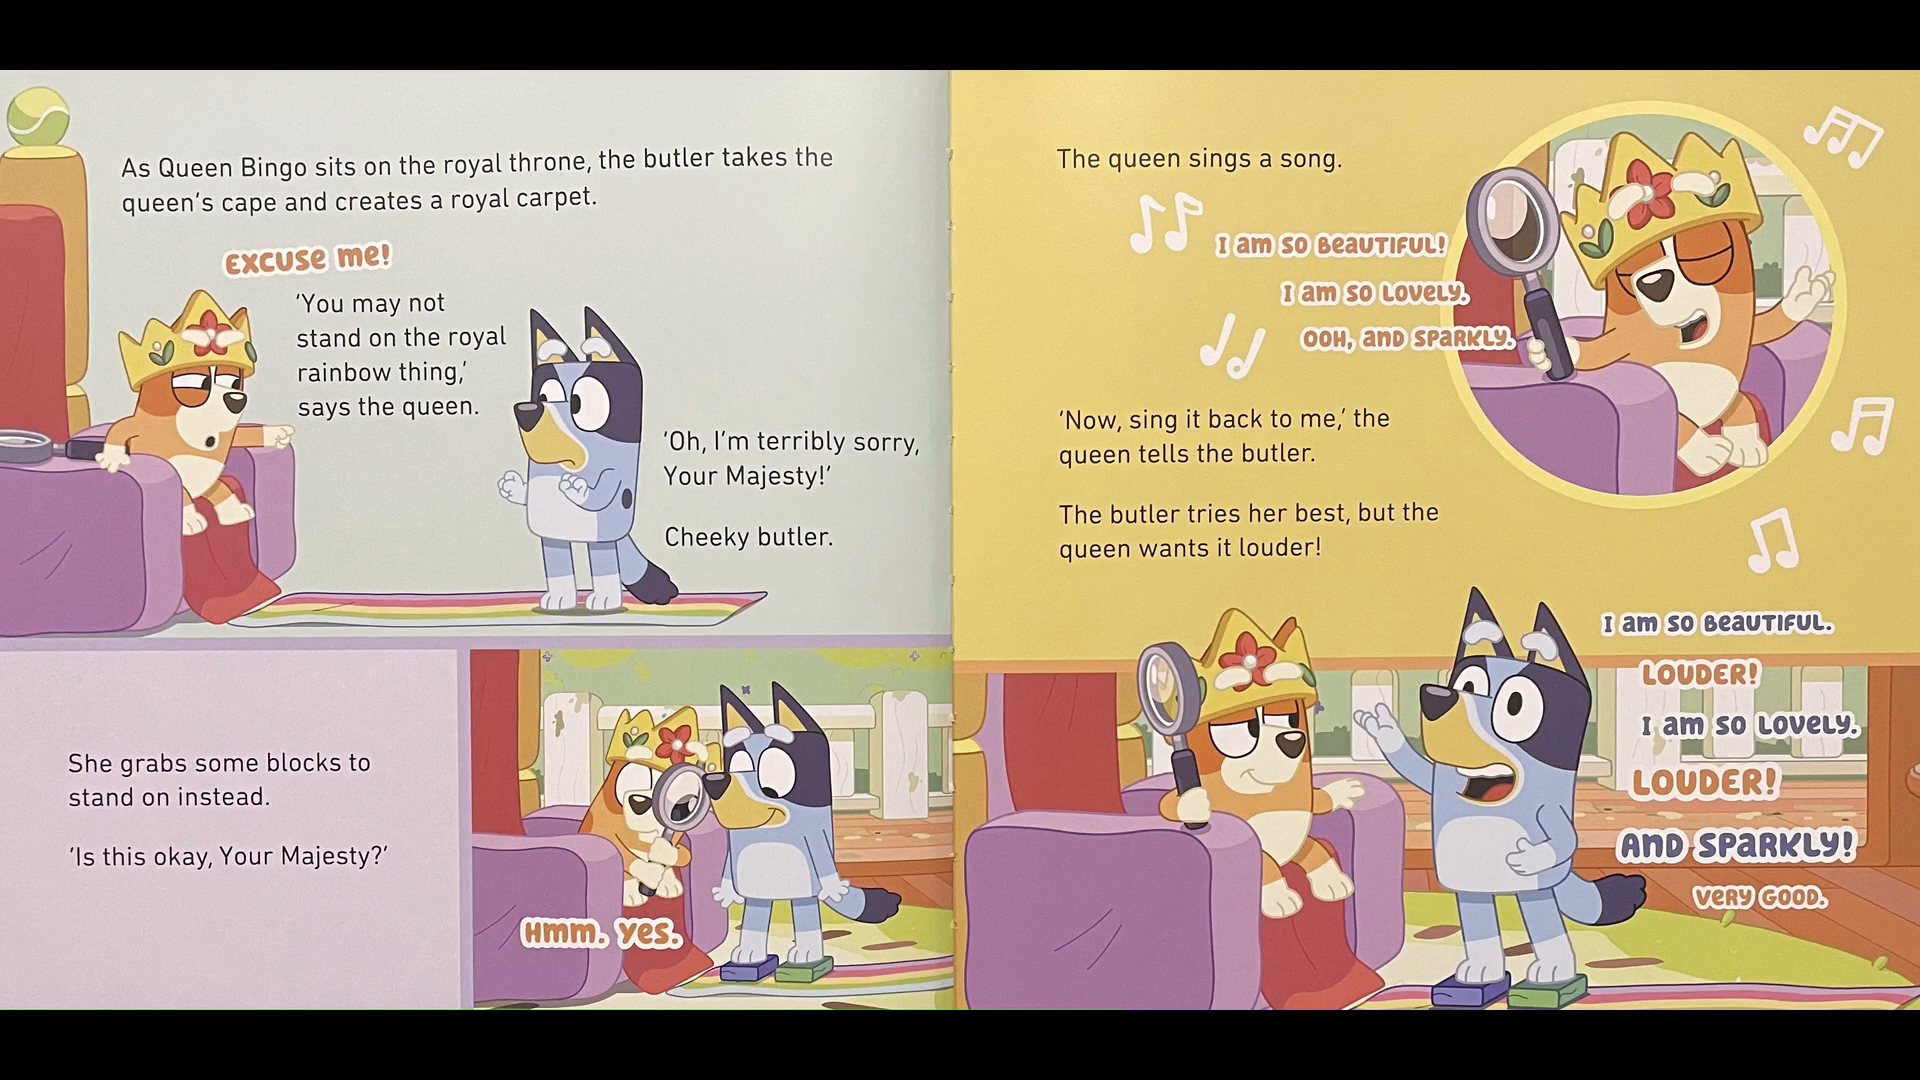 As Queen Bingo sits on the royal throne, the butler takes the
queen's cape and creates a royal carpet.
EXCUSE me!
'You may not
stand on the royal
rainbow thing,'
says the queen.
'Oh, I'm terribly sorry,
Your Majesty!'
Cheeky butler.
She grabs some blocks to
stand on instead.
'Is this okay, Your Majesty?'
Hmm. Yes.
The queen sings a song.
I am so BeauTIFUL!
I am so LoveLy.
OOH, and sparkLy.
'Now, sing it back to me,' the
queen tells the butler.
The butler tries her best, but the
queen wants it louder!
I am so BeauTIFUL.
LOUDER!
I am so LoveLy.
LOUDER!
AND sparkLy!
very GOOD.